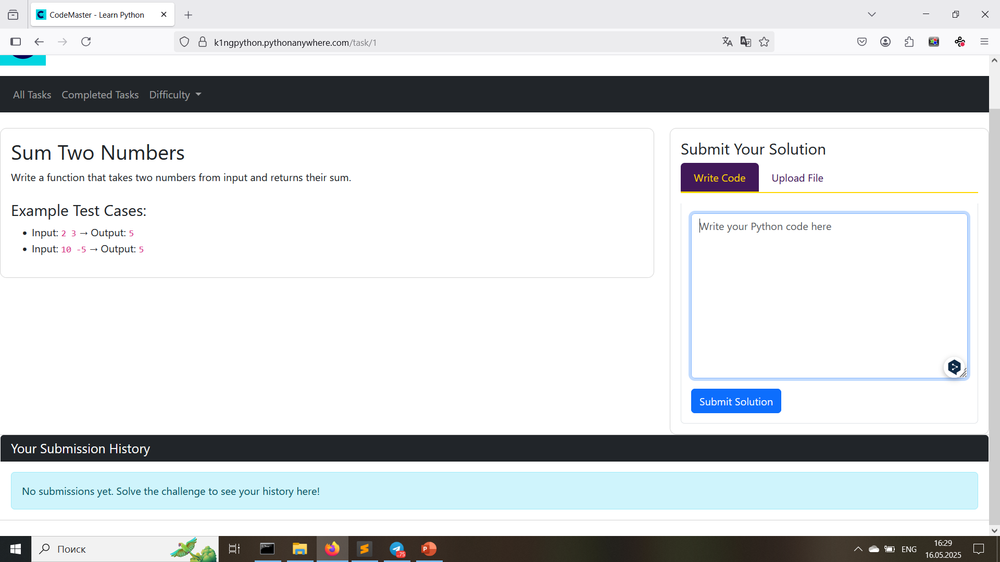 CodeMaster - Learn Python
k1ngpython.pythonanywhere.com/task/1
All Tasks Completed Tasks Difficulty
Sum Two Numbers
Write a function that takes two numbers from input and returns their sum.
Example Test Cases:
• Input: 2 3 → Output: 5
• Input: 10 -5 → Output: 5
Submit Your Solution
Write Code Upload File
Write your Python code here
Submit Solution
Your Submission History
No submissions yet. Solve the challenge to see your history here!
Поиск
..75
P
ENG
16:29
16.05.2025